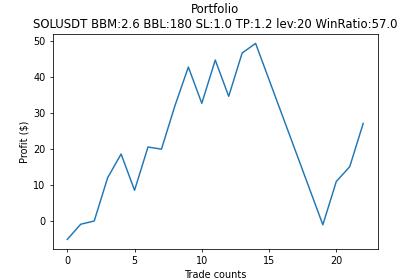 Portfolio
SOLUSDT BBM:2.6 BBL:180 SL:1.0 TP:1.2 lev:20 WinRatio:57.0
50
40
30
20
10
0
Profit ($)
0 5 10 15 20
Trade counts